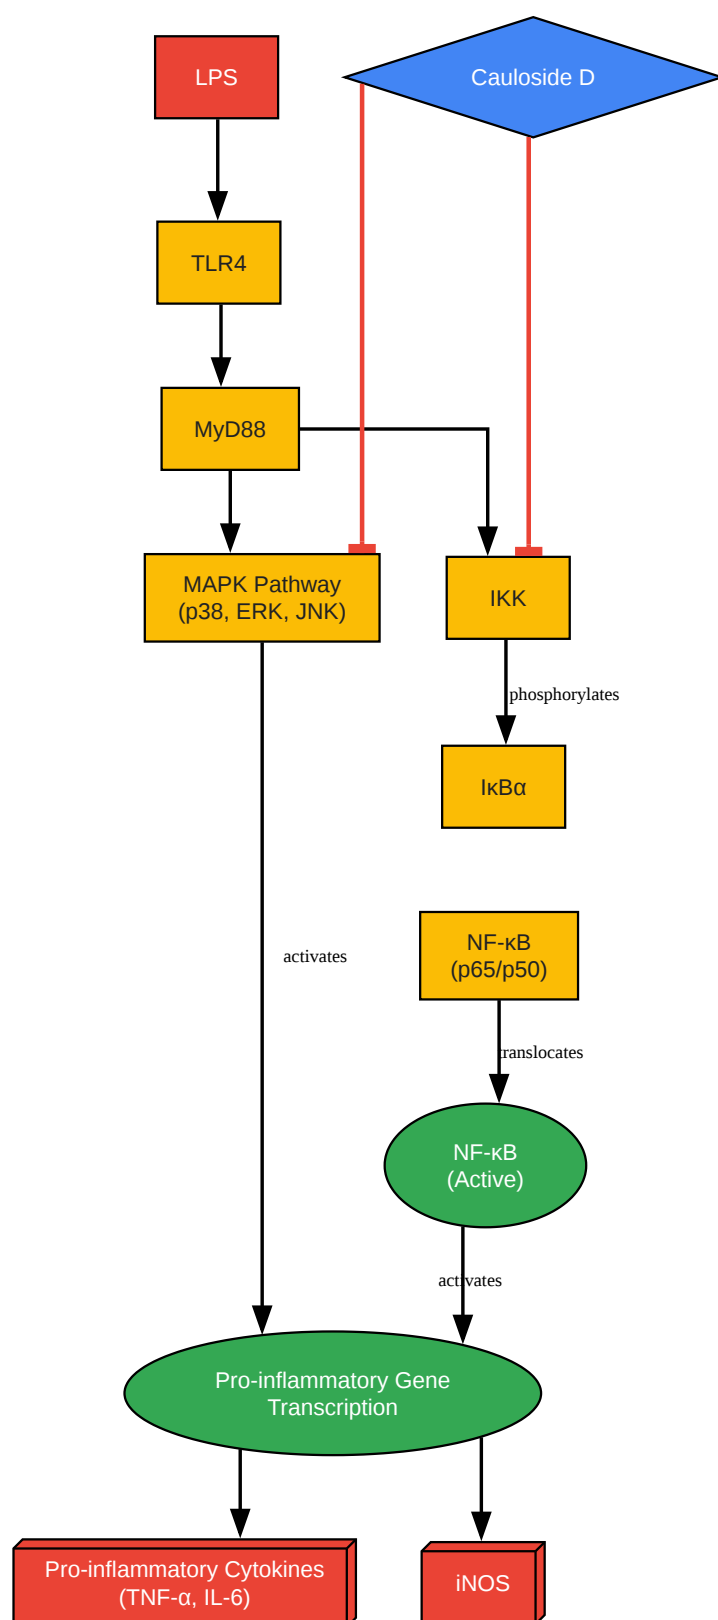 LPS
Cauloside D
TLR4
MyD88
MAPK Pathway
(p38, ERK, JNK)
IKK
phosphorylates
IκBα
NF-κB
(p65/p50)
activates
translocates
NF-κB
(Active)
activates
Pro-inflammatory Gene
Transcription
Pro-inflammatory Cytokines
(TNF-α, IL-6)
iNOS